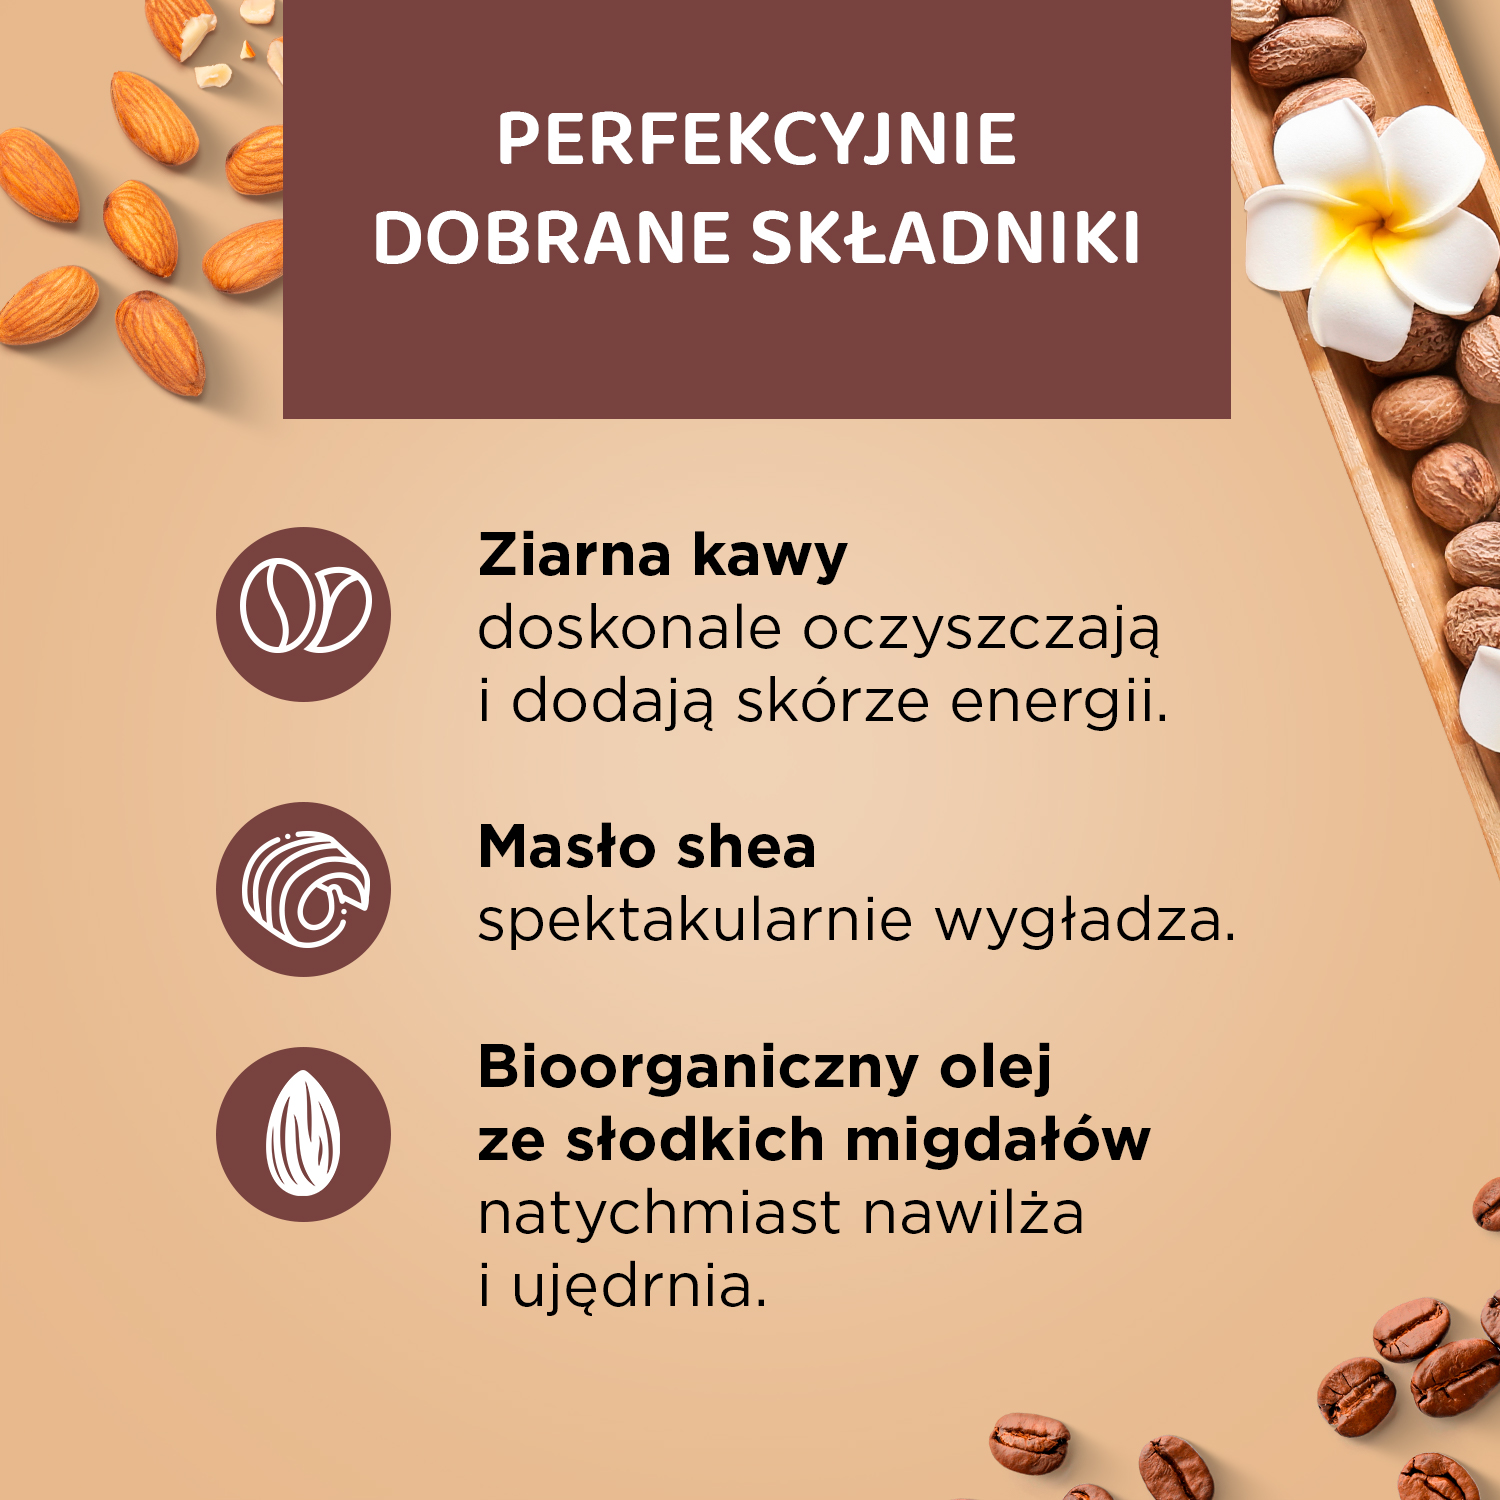 PERFEKCYJNIE
DOBRANE SKŁADNIKI
Ziarna kawy
doskonale oczyszczają
i dodają skórze energii.
Masło shea
spektakularnie wygładza.
Bioorganiczny olej
ze słodkich migdałów
natychmiast nawilża
i ujędrnia.